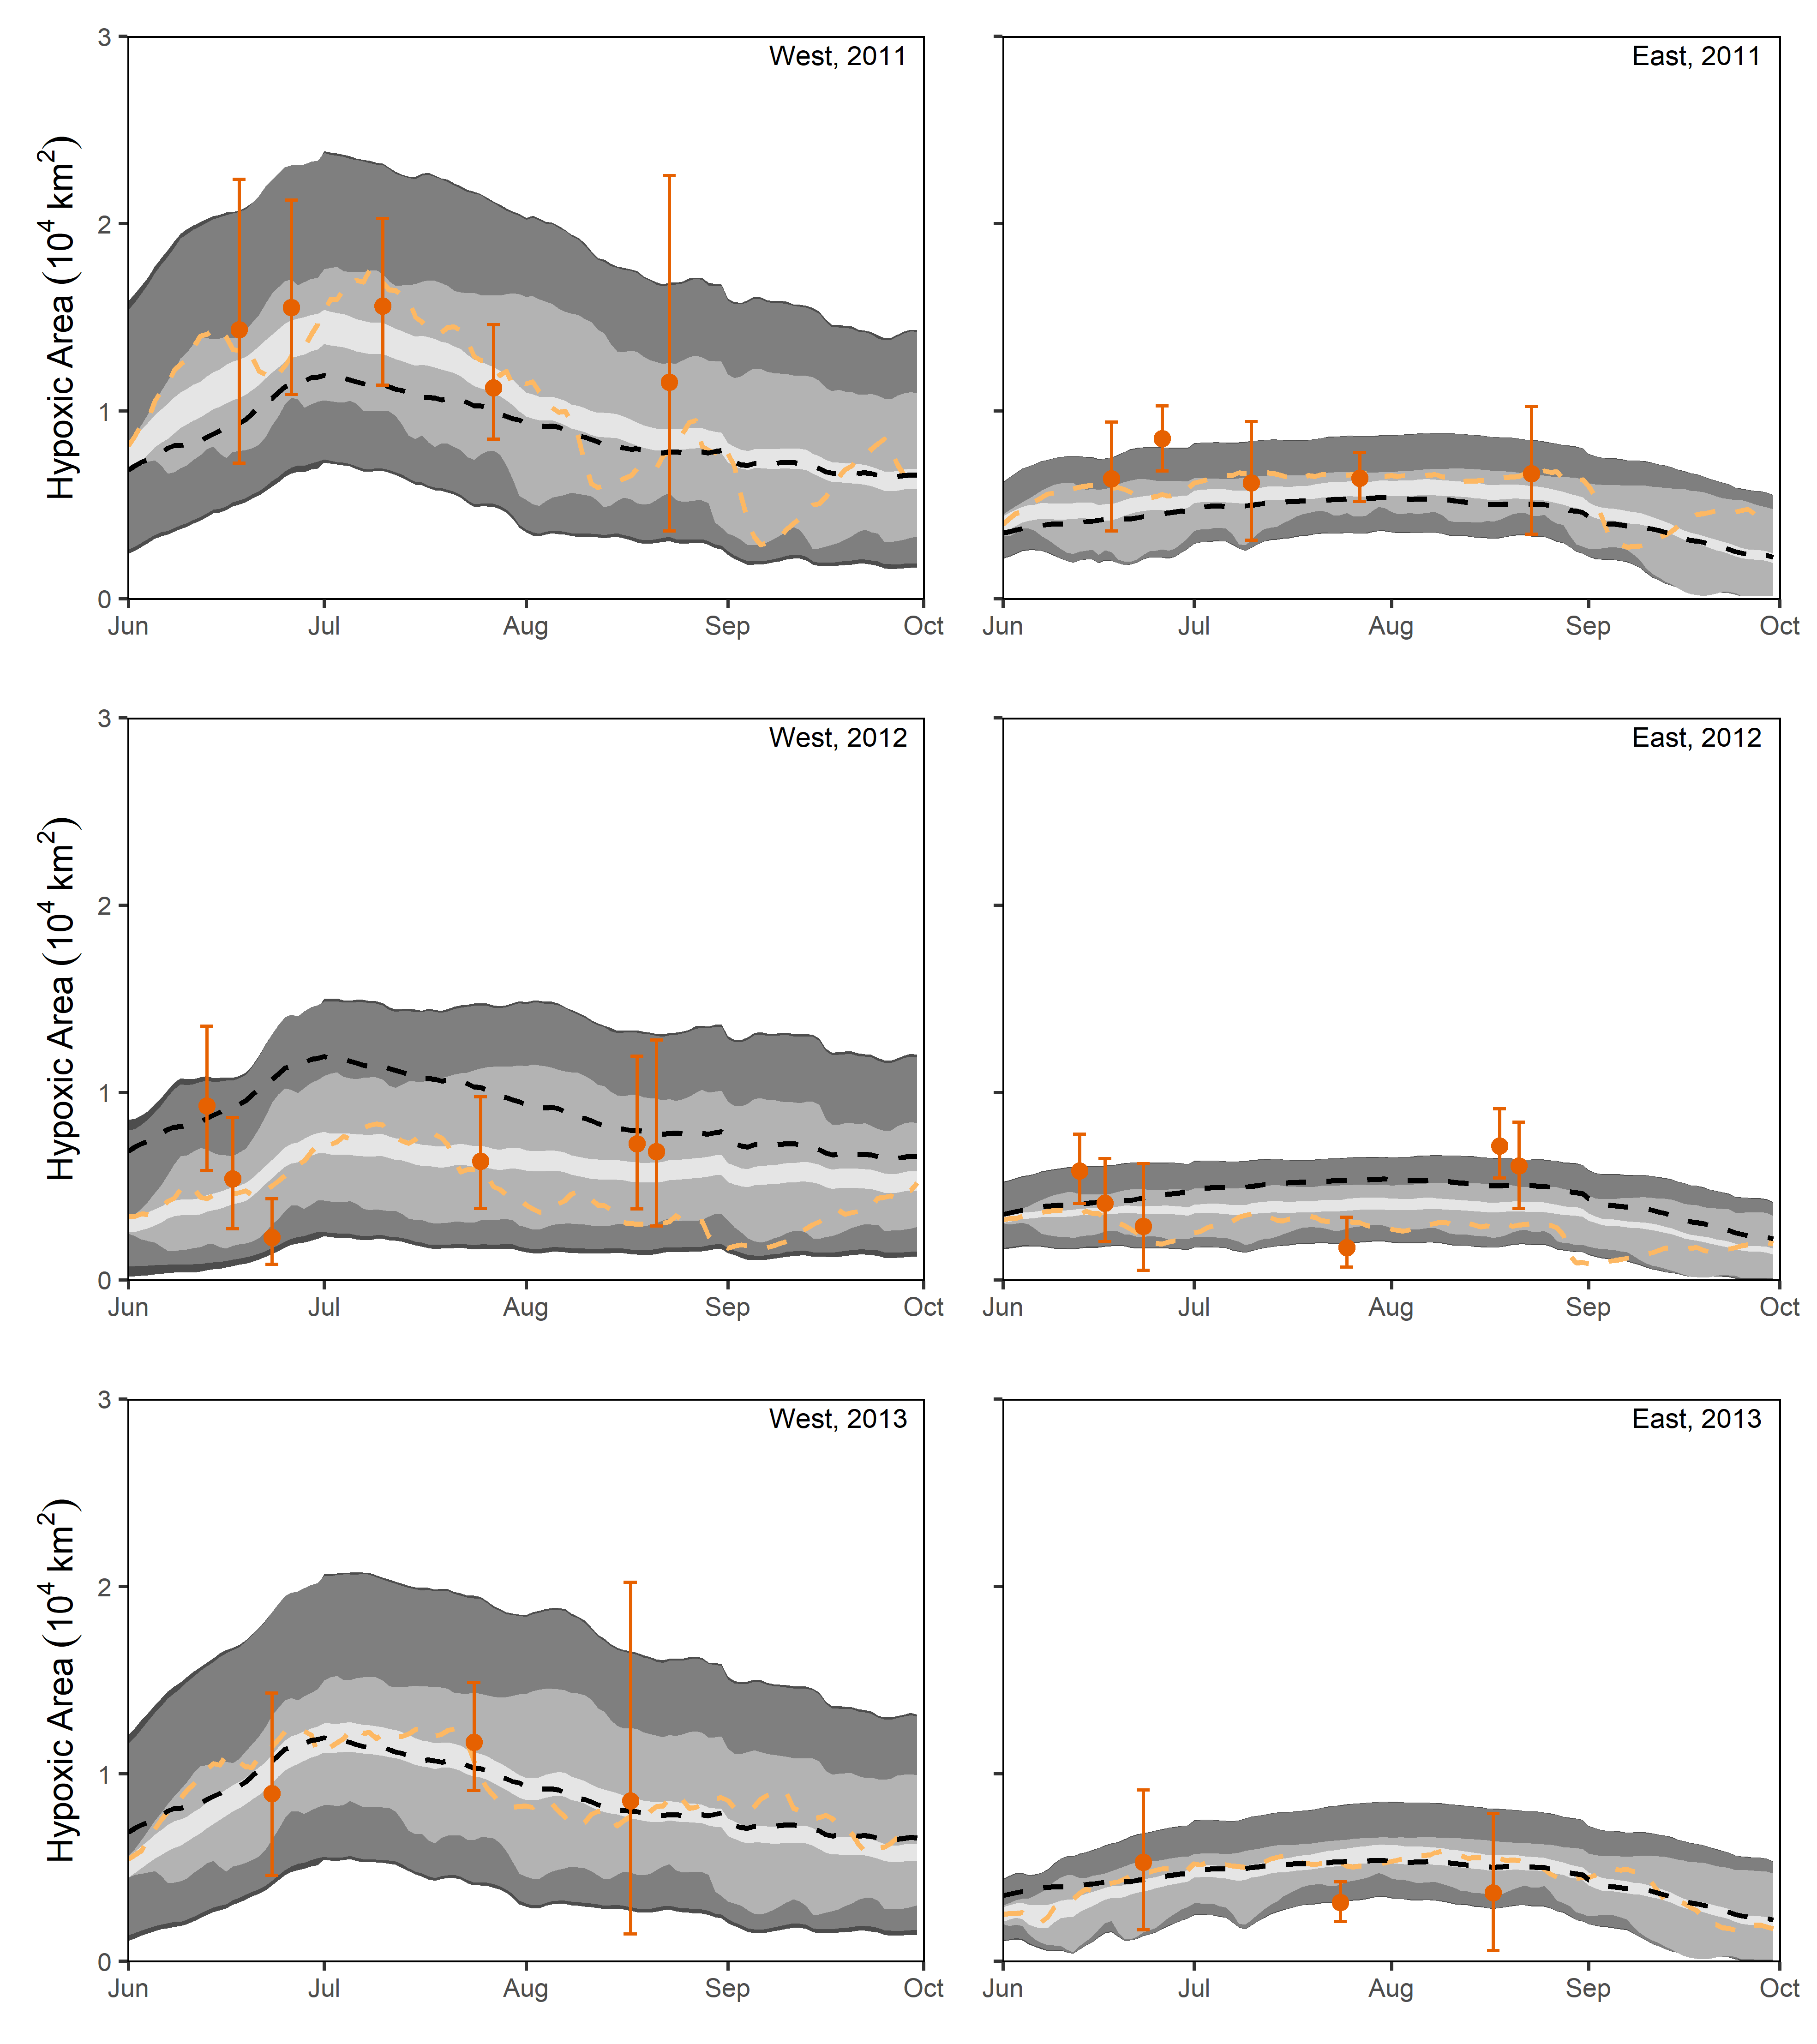 West, 2011
East, 2011
Hypoxic Area (10⁴ km²)
3
2
1
0
Jun Jul Aug Sep Oct
Jun Jul Aug Sep Oct
West, 2012
East, 2012
Hypoxic Area (10⁴ km²)
3
2
1
0
Jun Jul Aug Sep Oct
Jun Jul Aug Sep Oct
West, 2013
East, 2013
Hypoxic Area (10⁴ km²)
3
2
1
0
Jun Jul Aug Sep Oct
Jun Jul Aug Sep Oct